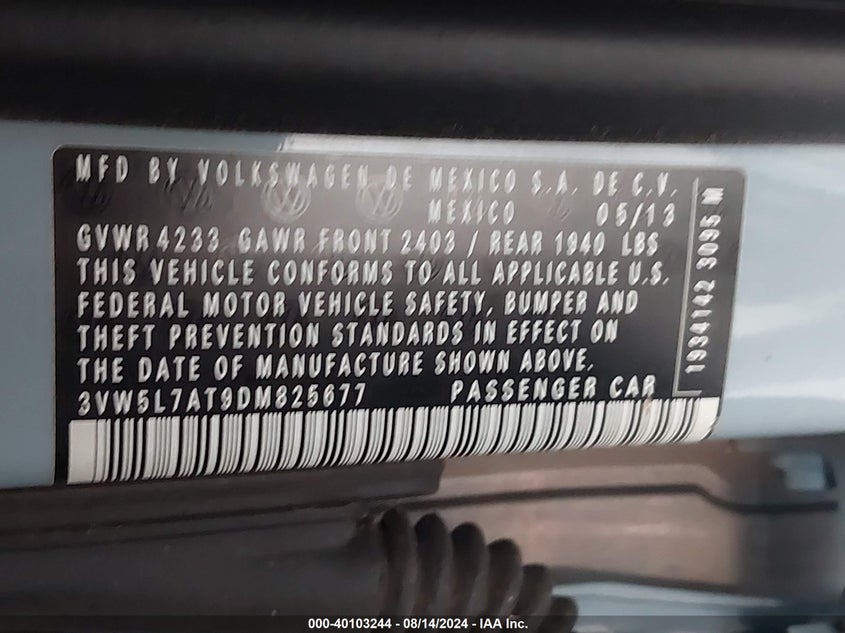 MFD BY VOLKSWAGEN DE MEXICO S.A. DE C.V.
MEXICO 05/13
GVWR 4233 GAWR FRONT 2403 / REAR 1940 LBS
THIS VEHICLE CONFORMS TO ALL APPLICABLE U.S.
FEDERAL MOTOR VEHICLE SAFETY, BUMPER AND
THEFT PREVENTION STANDARDS IN EFFECT ON
THE DATE OF MANUFACTURE SHOWN ABOVE.
3VW5L7AT9DM825677 PASSENGER CAR
1934142 3095 M
000-40103244 - 08/14/2024 - IAA Inc.